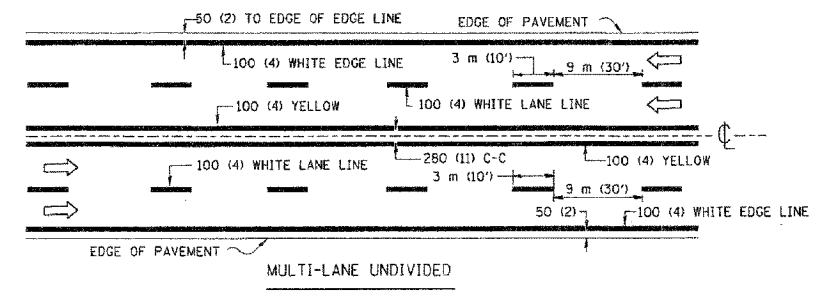 50 (2) TO EDGE OF EDGE LINE
EDGE OF PAVEMENT
100 (4) WHITE EDGE LINE
3 m (10')
9 m (30')
100 (4) YELLOW
100 (4) WHITE LANE LINE
℄
100 (4) WHITE LANE LINE
280 (11) C-C
100 (4) YELLOW
3 m (10')
9 m (30')
50 (2)
100 (4) WHITE EDGE LINE
EDGE OF PAVEMENT
MULTI-LANE UNDIVIDED